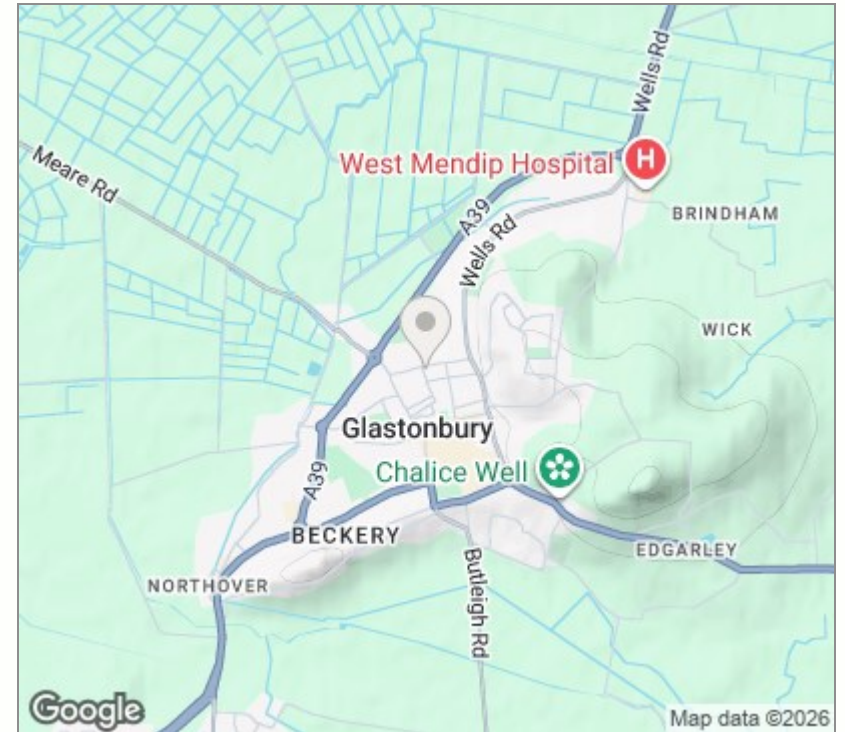 Wells Rd
Meare Rd
West Mendip Hospital
H
BRINDHAM
A39
Wells Rd
WICK
Glastonbury
Chalice Well
A39
BECKERY
EDGARLEY
NORTHOVER
Butleigh Rd
Google
Map data ©2026